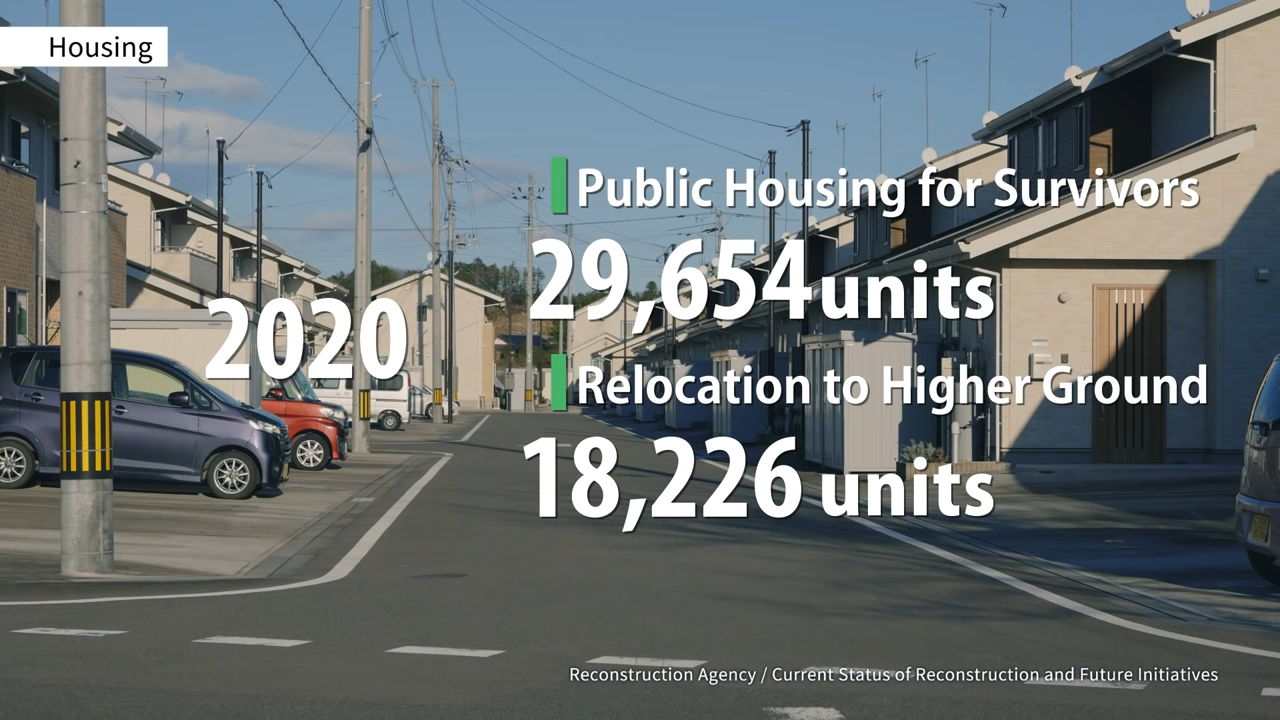 Housing
2020
Public Housing for Survivors
29,654 units
Relocation to Higher Ground
18,226 units
Reconstruction Agency / Current Status of Reconstruction and Future Initiatives